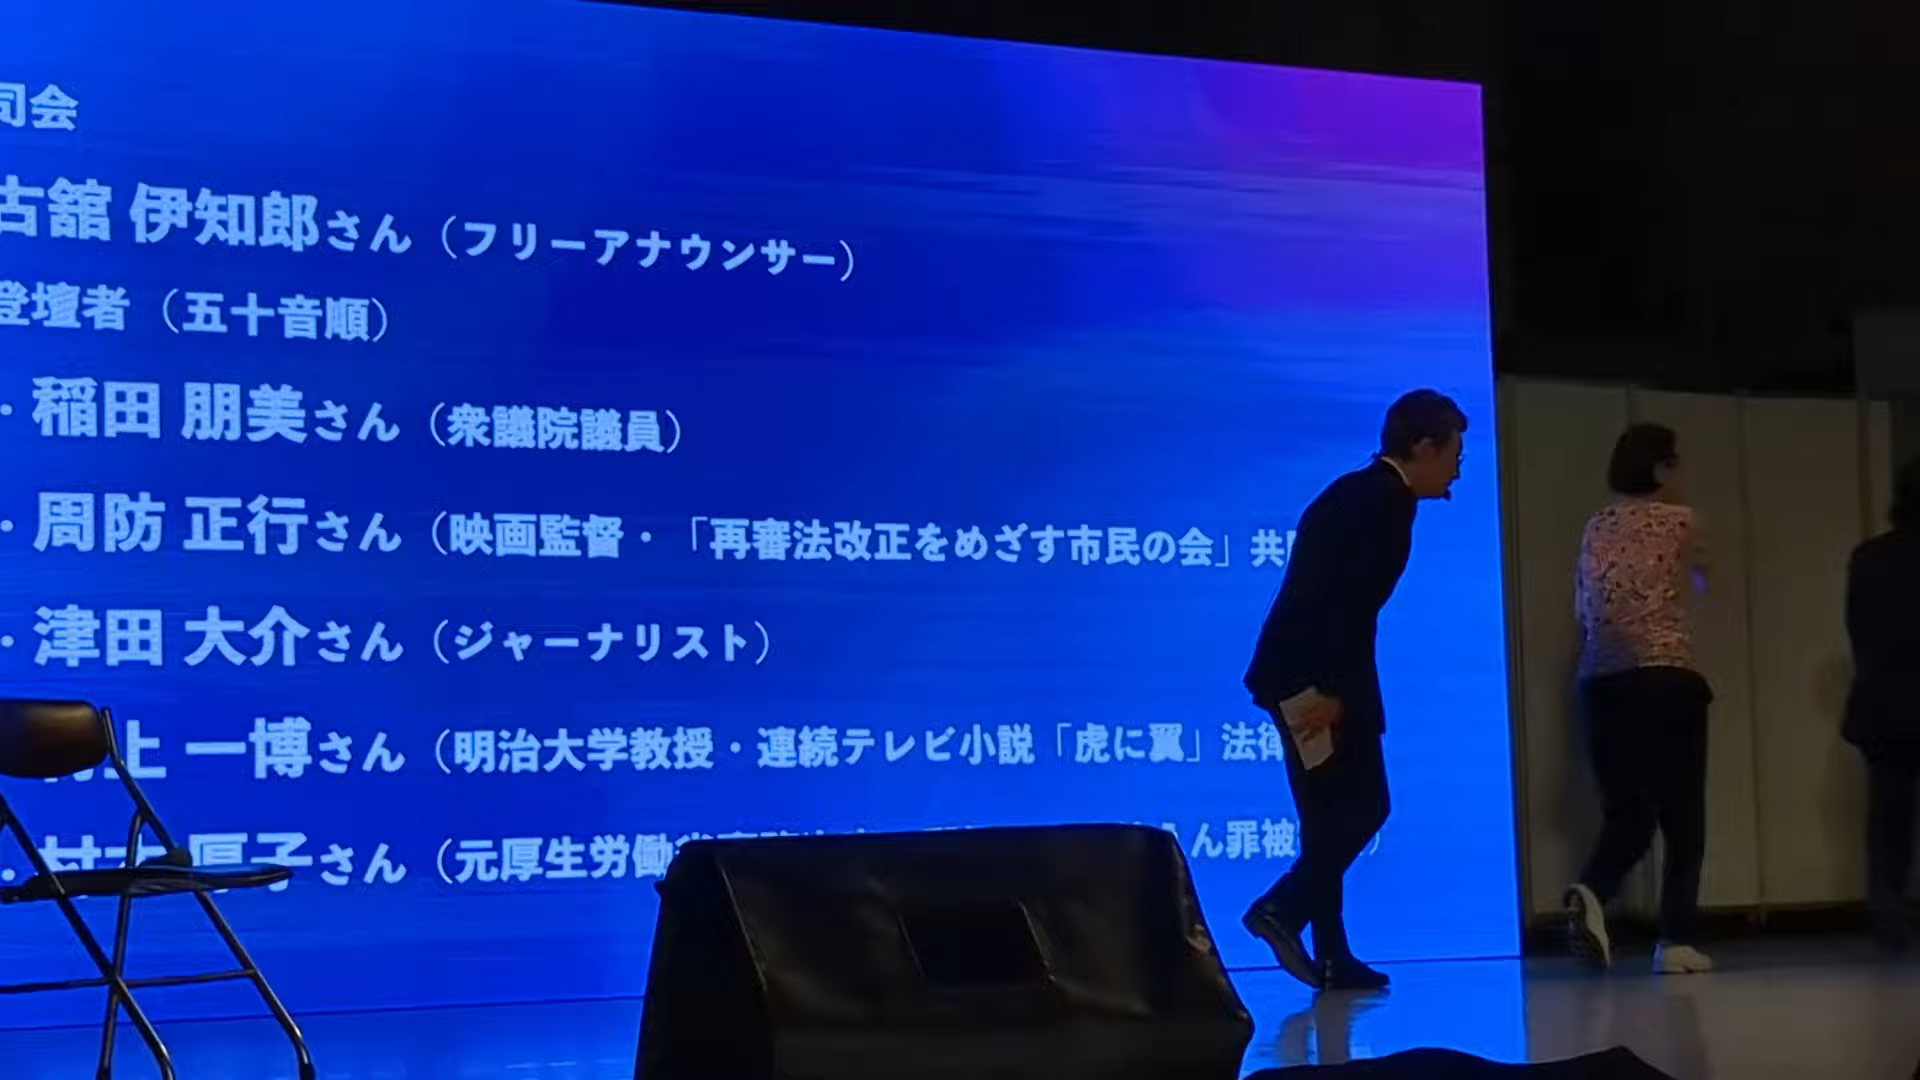 司会
古舘 伊知郎さん（フリーアナウンサー）
登壇者（五十音順）
・稲田 朋美さん（衆議院議員）
・周防 正行さん（映画監督・「再審法改正をめざす市民の会」共
・津田 大介さん（ジャーナリスト）
上 一博さん（明治大学教授・連続テレビ小説「虎に翼」法律
・村木 厚子さん（元厚生労働 ん罪被